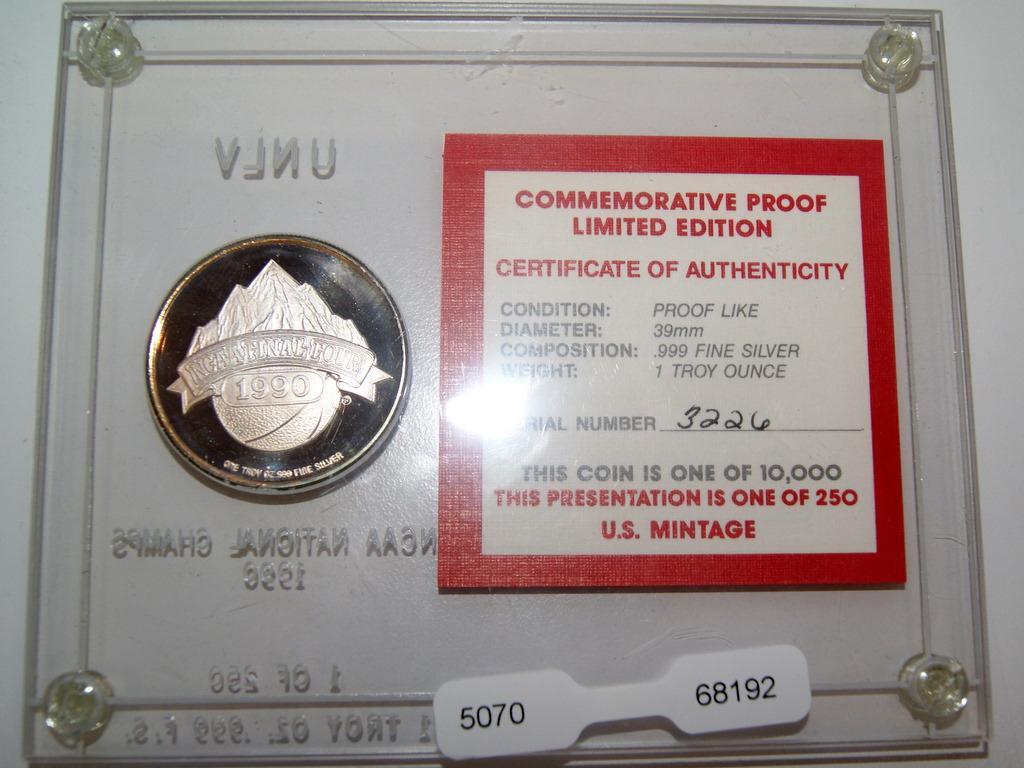 UNLV
NCAA FINAL FOUR
1990
®
ONE TROY OZ .999 FINE SILVER
NCAA NATIONAL CHAMPS
1990
1 OF 250
1 TROY OZ. .999 F.S.
COMMEMORATIVE PROOF
LIMITED EDITION
CERTIFICATE OF AUTHENTICITY
CONDITION: PROOF LIKE
DIAMETER: 39mm
COMPOSITION: .999 FINE SILVER
WEIGHT: 1 TROY OUNCE
SERIAL NUMBER 3226
THIS COIN IS ONE OF 10,000
THIS PRESENTATION IS ONE OF 250
U.S. MINTAGE
5070 68192